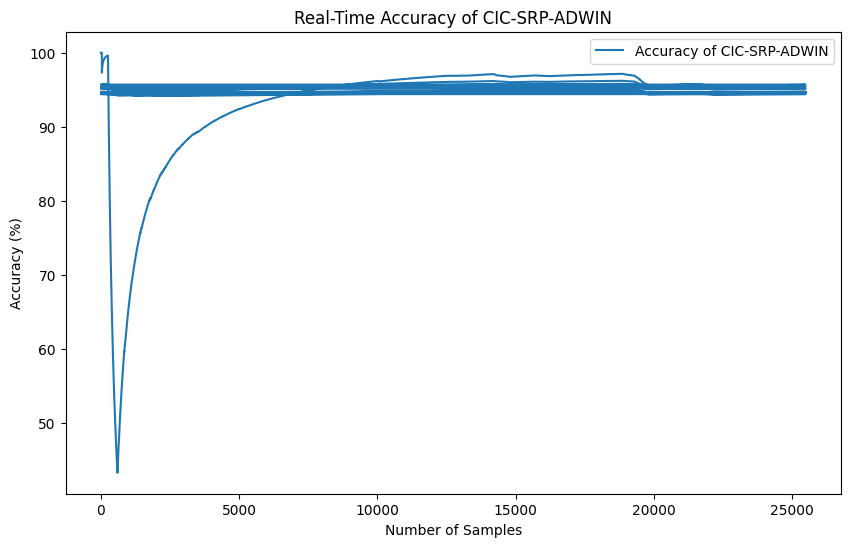 Real-Time Accuracy of CIC-SRP-ADWIN
Accuracy of CIC-SRP-ADWIN
100
90
80
70
60
50
Accuracy (%)
0 5000 10000 15000 20000 25000
Number of Samples